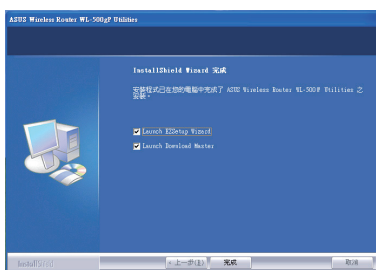 ASUS Wireless Router WL-500gP Utilities
InstallShield Wizard 完成
安裝程式已在您的電腦中完成了 ASUS Wireless Router WL-500gP Utilities 之
安裝。
Launch EZSetup Wizard
Launch Download Master
InstallShield
< 上一步(B)
完成
取消